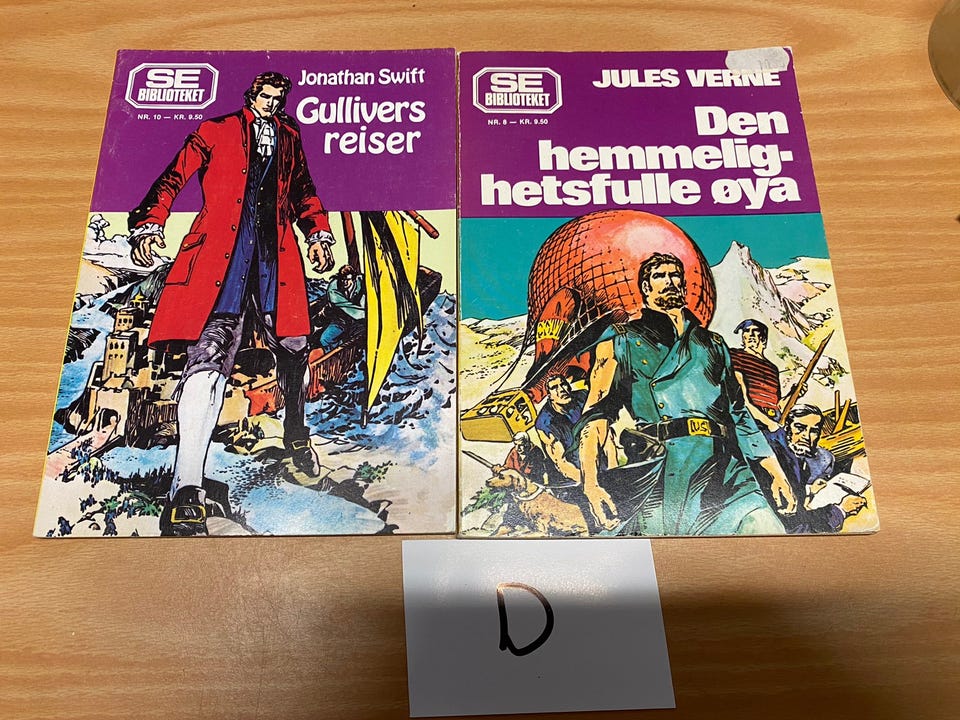 SE
BIBLIOTEKET
NR. 10 — KR. 9.50
Jonathan Swift
Gullivers
reiser
SE
BIBLIOTEKET
NR. 8 — KR. 9.50
JULES VERNE
Den
hemmelig-
hetsfulle øya
U.S.
D